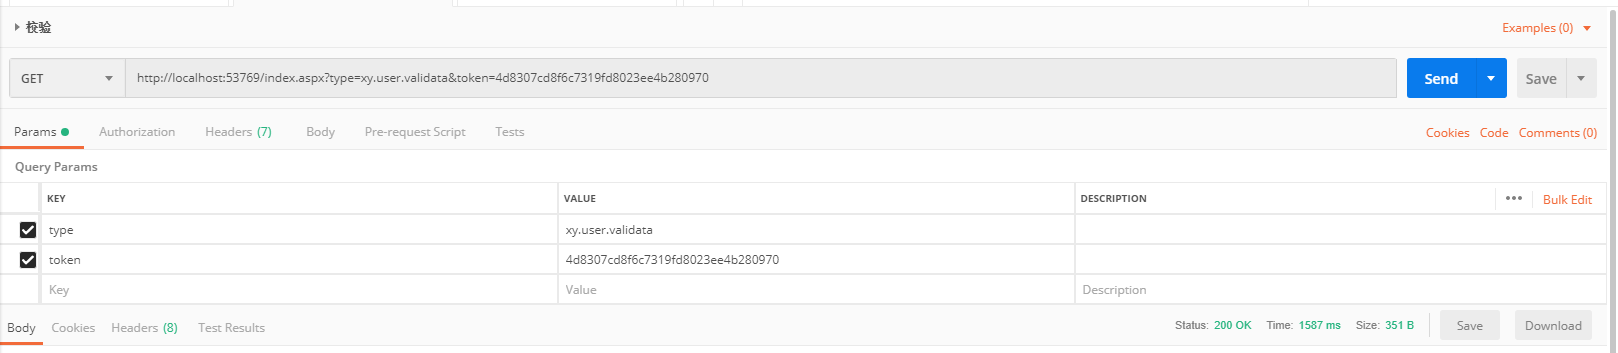 校验
Examples (0)
GET
http://localhost:53769/index.aspx?type=xy.user.validata&token=4d8307cd8f6c7319fd8023ee4b280970
Send
Save
Params
Authorization
Headers (7)
Body
Pre-request Script
Tests
Cookies
Code
Comments (0)
Query Params
KEY
VALUE
DESCRIPTION
Bulk Edit
type
xy.user.validata
token
4d8307cd8f6c7319fd8023ee4b280970
Key
Value
Description
Body
Cookies
Headers (8)
Test Results
Status: 200 OK
Time: 1587 ms
Size: 351 B
Save
Download